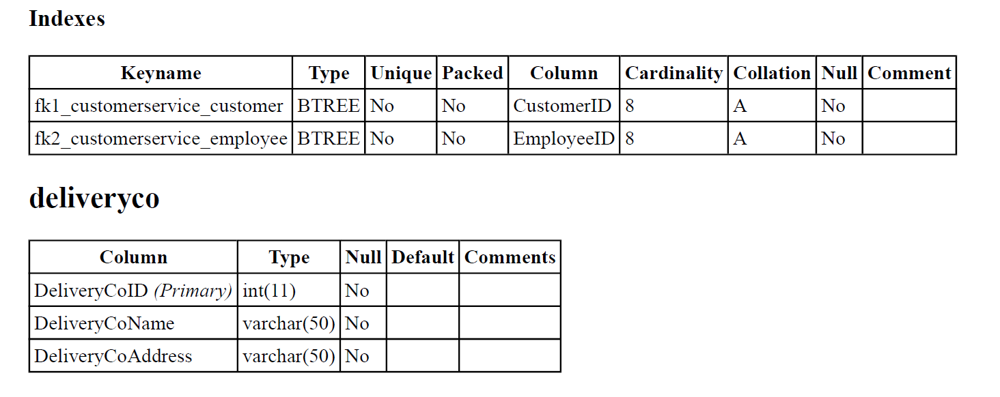 Indexes
Keyname Type Unique Packed Column Cardinality Collation Null Comment
fk1_customerservice_customer BTREE No No CustomerID 8 A No
fk2_customerservice_employee BTREE No No EmployeeID 8 A No
deliveryco
Column Type Null Default Comments
DeliveryCoID (Primary) int(11) No
DeliveryCoName varchar(50) No
DeliveryCoAddress varchar(50) No